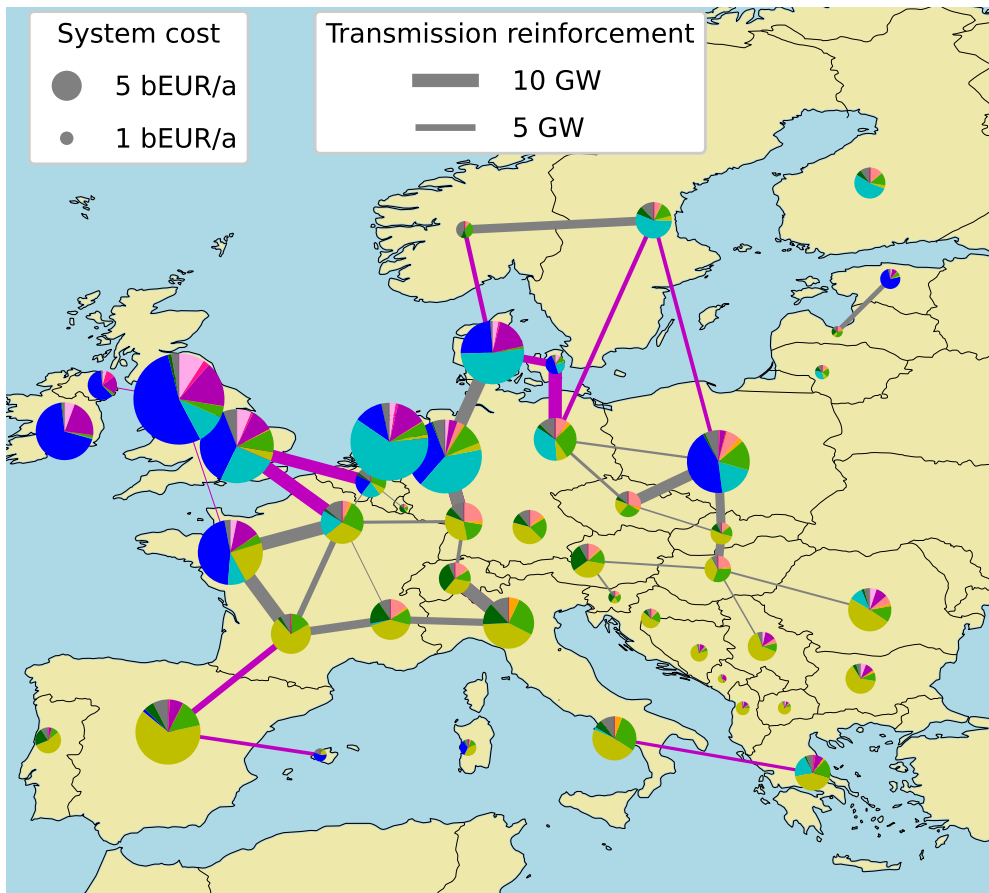 System cost
5 bEUR/a
1 bEUR/a
Transmission reinforcement
10 GW
5 GW